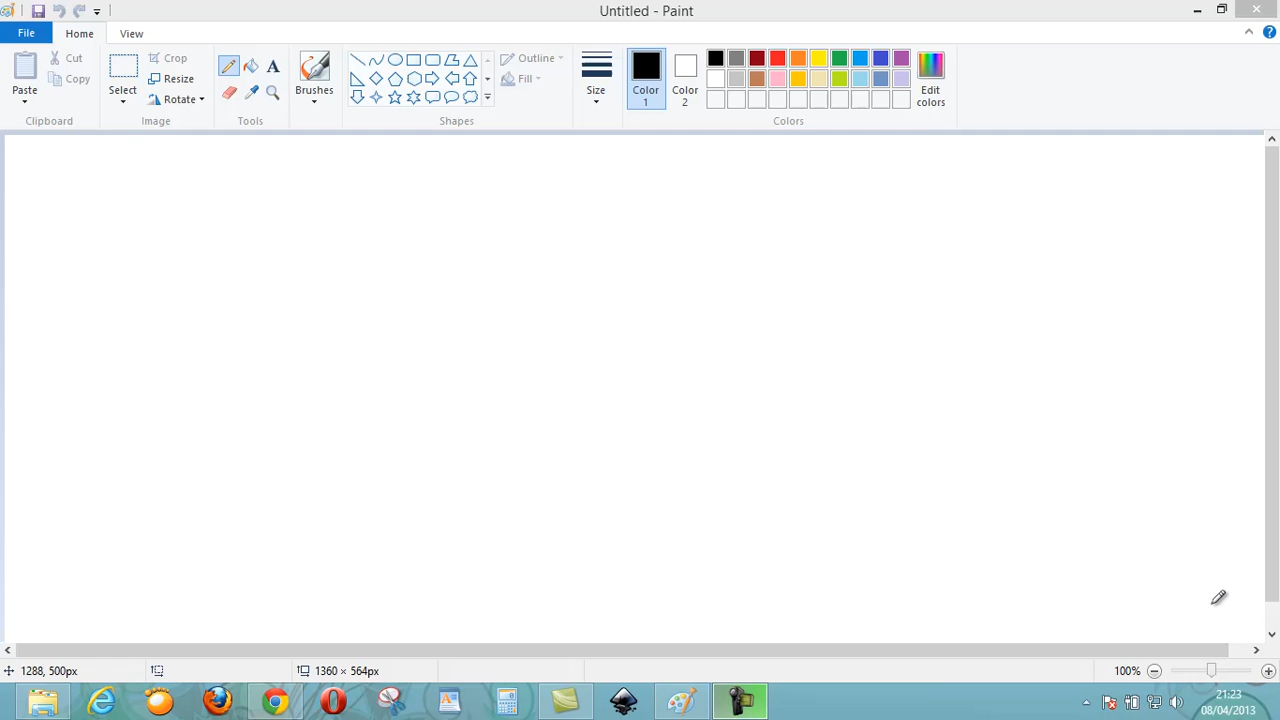 Untitled - Paint
File Home View
Paste
Cut
Copy
Clipboard
Select
Crop
Resize
Rotate
Image
A
Tools
Brushes
Outline
Fill
Shapes
Size
Color
1
Color
2
Edit
colors
Colors
1288, 500px
1360 × 564px
100%
21:23
08/04/2013